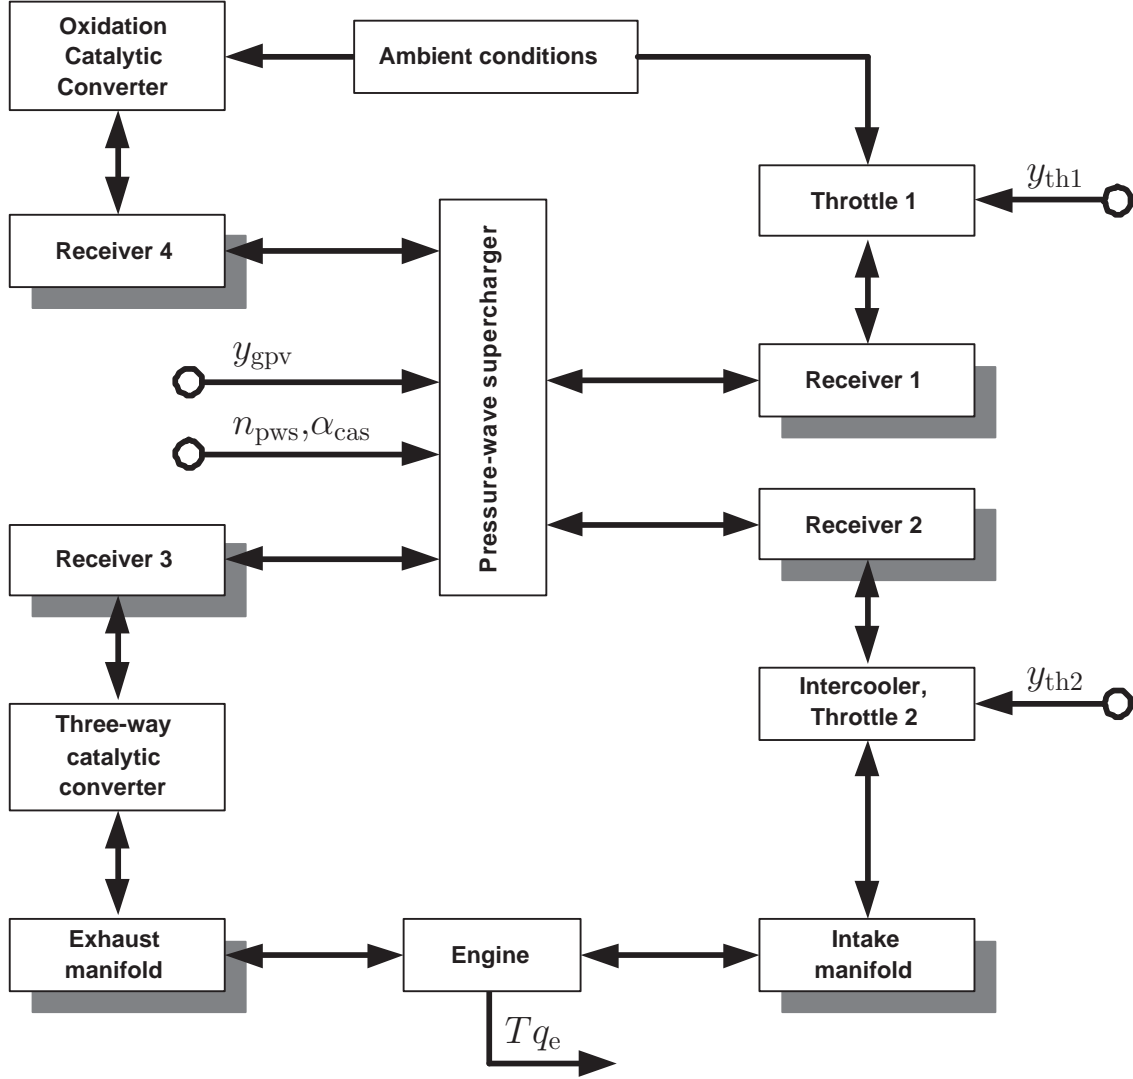 Oxidation
Catalytic
Converter
Ambient conditions
Throttle 1
y_th1
Receiver 4
Pressure-wave supercharger
y_gpv
Receiver 1
n_pws,α_cas
Receiver 2
Receiver 3
Intercooler,
Throttle 2
y_th2
Three-way
catalytic
converter
Exhaust
manifold
Engine
Intake
manifold
Tq_e